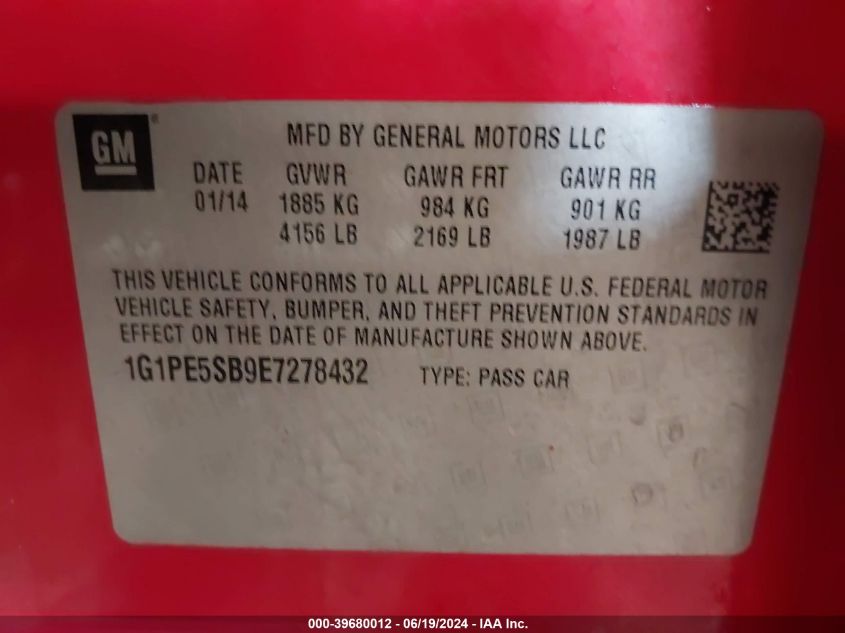 GM®
MFD BY GENERAL MOTORS LLC
DATE GVWR GAWR FRT GAWR RR
01/14 1885 KG 984 KG 901 KG
4156 LB 2169 LB 1987 LB
THIS VEHICLE CONFORMS TO ALL APPLICABLE U.S. FEDERAL MOTOR
VEHICLE SAFETY, BUMPER, AND THEFT PREVENTION STANDARDS IN
EFFECT ON THE DATE OF MANUFACTURE SHOWN ABOVE.
1G1PE5SB9E7278432 TYPE: PASS CAR
000-39680012 - 06/19/2024 - IAA Inc.